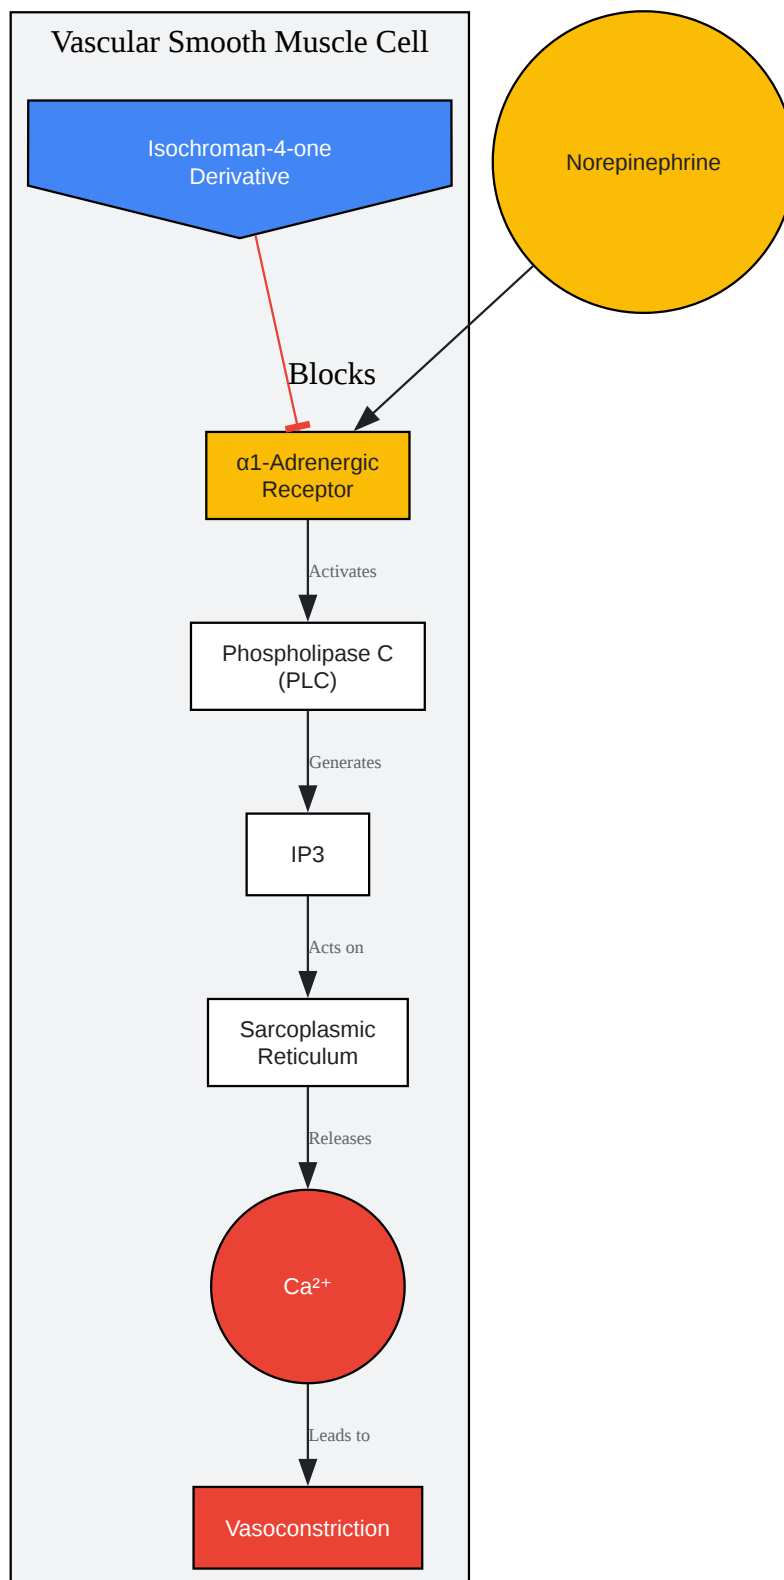 Vascular Smooth Muscle Cell
Isochroman-4-one
Derivative
Norepinephrine
Blocks
α1-Adrenergic
Receptor
Activates
Phospholipase C
(PLC)
Generates
IP3
Acts on
Sarcoplasmic
Reticulum
Releases
Ca²⁺
Leads to
Vasoconstriction